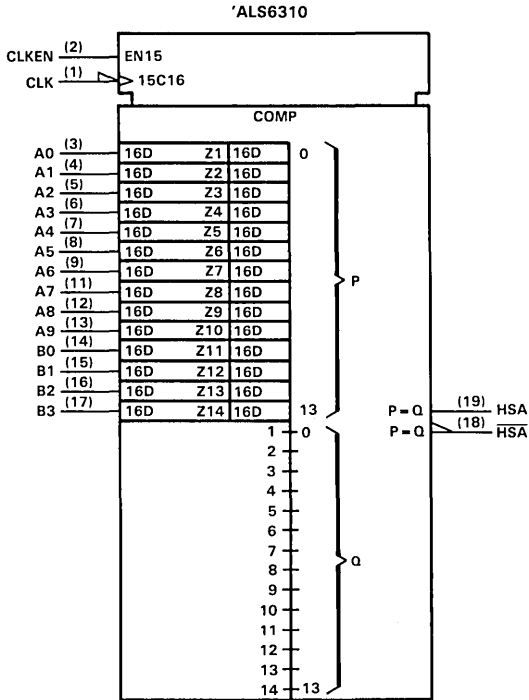 'ALS6310
CLKEN (2) EN15
CLK (1) 15C16
COMP
A0 (3) 16D Z1 16D 0
A1 (4) 16D Z2 16D
A2 (5) 16D Z3 16D
A3 (6) 16D Z4 16D
A4 (7) 16D Z5 16D
A5 (8) 16D Z6 16D
A6 (9) 16D Z7 16D
P
A7 (11) 16D Z8 16D
A8 (12) 16D Z9 16D
A9 (13) 16D Z10 16D
B0 (14) 16D Z11 16D
B1 (15) 16D Z12 16D
B2 (16) 16D Z13 16D
B3 (17) 16D Z14 16D 13 P=Q (19) HSA
1 0 P=Q (18) H̅S̅A̅
2
3
4
5
6
7
8 Q
9
10
11
12
13
14 13